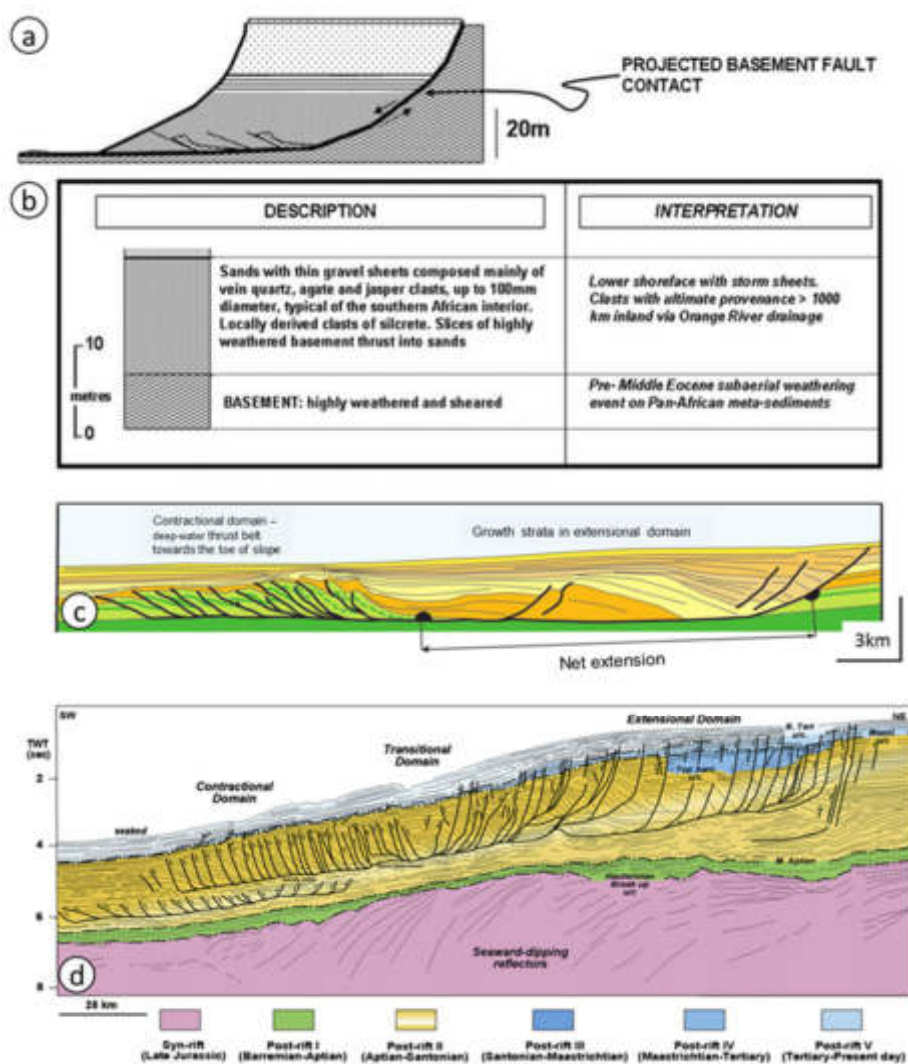 a
PROJECTED BASEMENT FAULT
CONTACT
20m
b
DESCRIPTION
INTERPRETATION
Sands with thin gravel sheets composed mainly of
vein quartz, agate and jasper clasts, up to 100mm
diameter, typical of the southern African interior.
Locally derived clasts of silcrete. Slices of highly
weathered basement thrust into sands
Lower shoreface with storm sheets.
Clasts with ultimate provenance > 1000
km inland via Orange River drainage
10
metres
0
BASEMENT: highly weathered and sheared
Pre- Middle Eocene subaerial weathering
event on Pan-African meta-sediments
Contractional domain –
deep-water thrust belt
towards the toe of slope
Growth strata in extensional domain
c
3km
Net extension
SW
NE
TWT
(sec)
Extensional Domain
Transitional
Domain
Contractional
Domain
seabed
2
4
6
8
M. Aptian
Break up
Seaward-dipping
reflectors
d
28 km
Syn-rift
(Late Jurassic)
Post-rift I
(Barremian-Aptian)
Post-rift II
(Aptian-Santonian)
Post-rift III
(Santonian-Maastrichtian)
Post-rift IV
(Maastrichtian-Tertiary)
Post-rift V
(Tertiary-Present day)